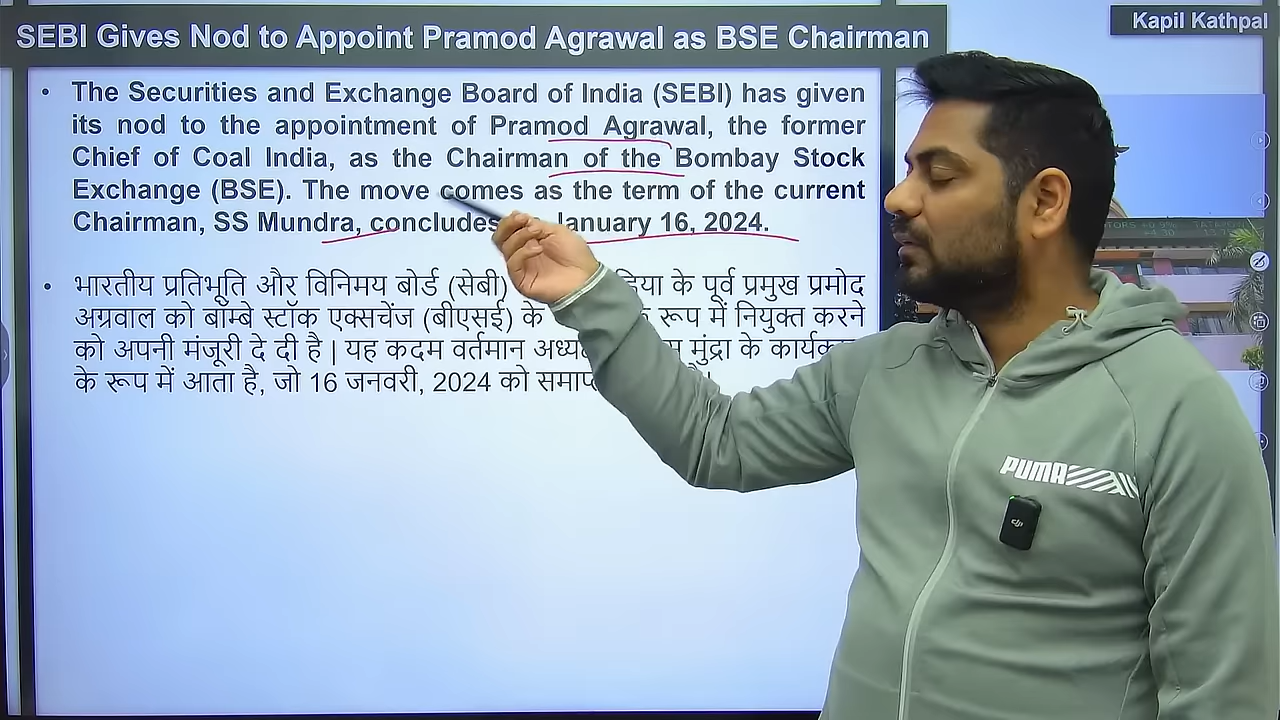 SEBI Gives Nod to Appoint Pramod Agrawal as BSE Chairman
Kapil Kathpal
• The Securities and Exchange Board of India (SEBI) has given
its nod to the appointment of Pramod Agrawal, the former
Chief of Coal India, as the Chairman of the Bombay Stock
Exchange (BSE). The move comes as the term of the current
Chairman, SS Mundra, concludes January 16, 2024.
• भारतीय प्रतिभूति और विनिमय बोर्ड (सेबी) के पूर्व प्रमुख प्रमोद
अग्रवाल को बॉम्बे स्टॉक एक्सचेंज (बीएसई) के रूप में नियुक्त करने
को अपनी मंजूरी दे दी है | यह कदम वर्तमान मुंद्रा के
के रूप में आता है, जो 16 जनवरी, 2024 को
PUMA
dji